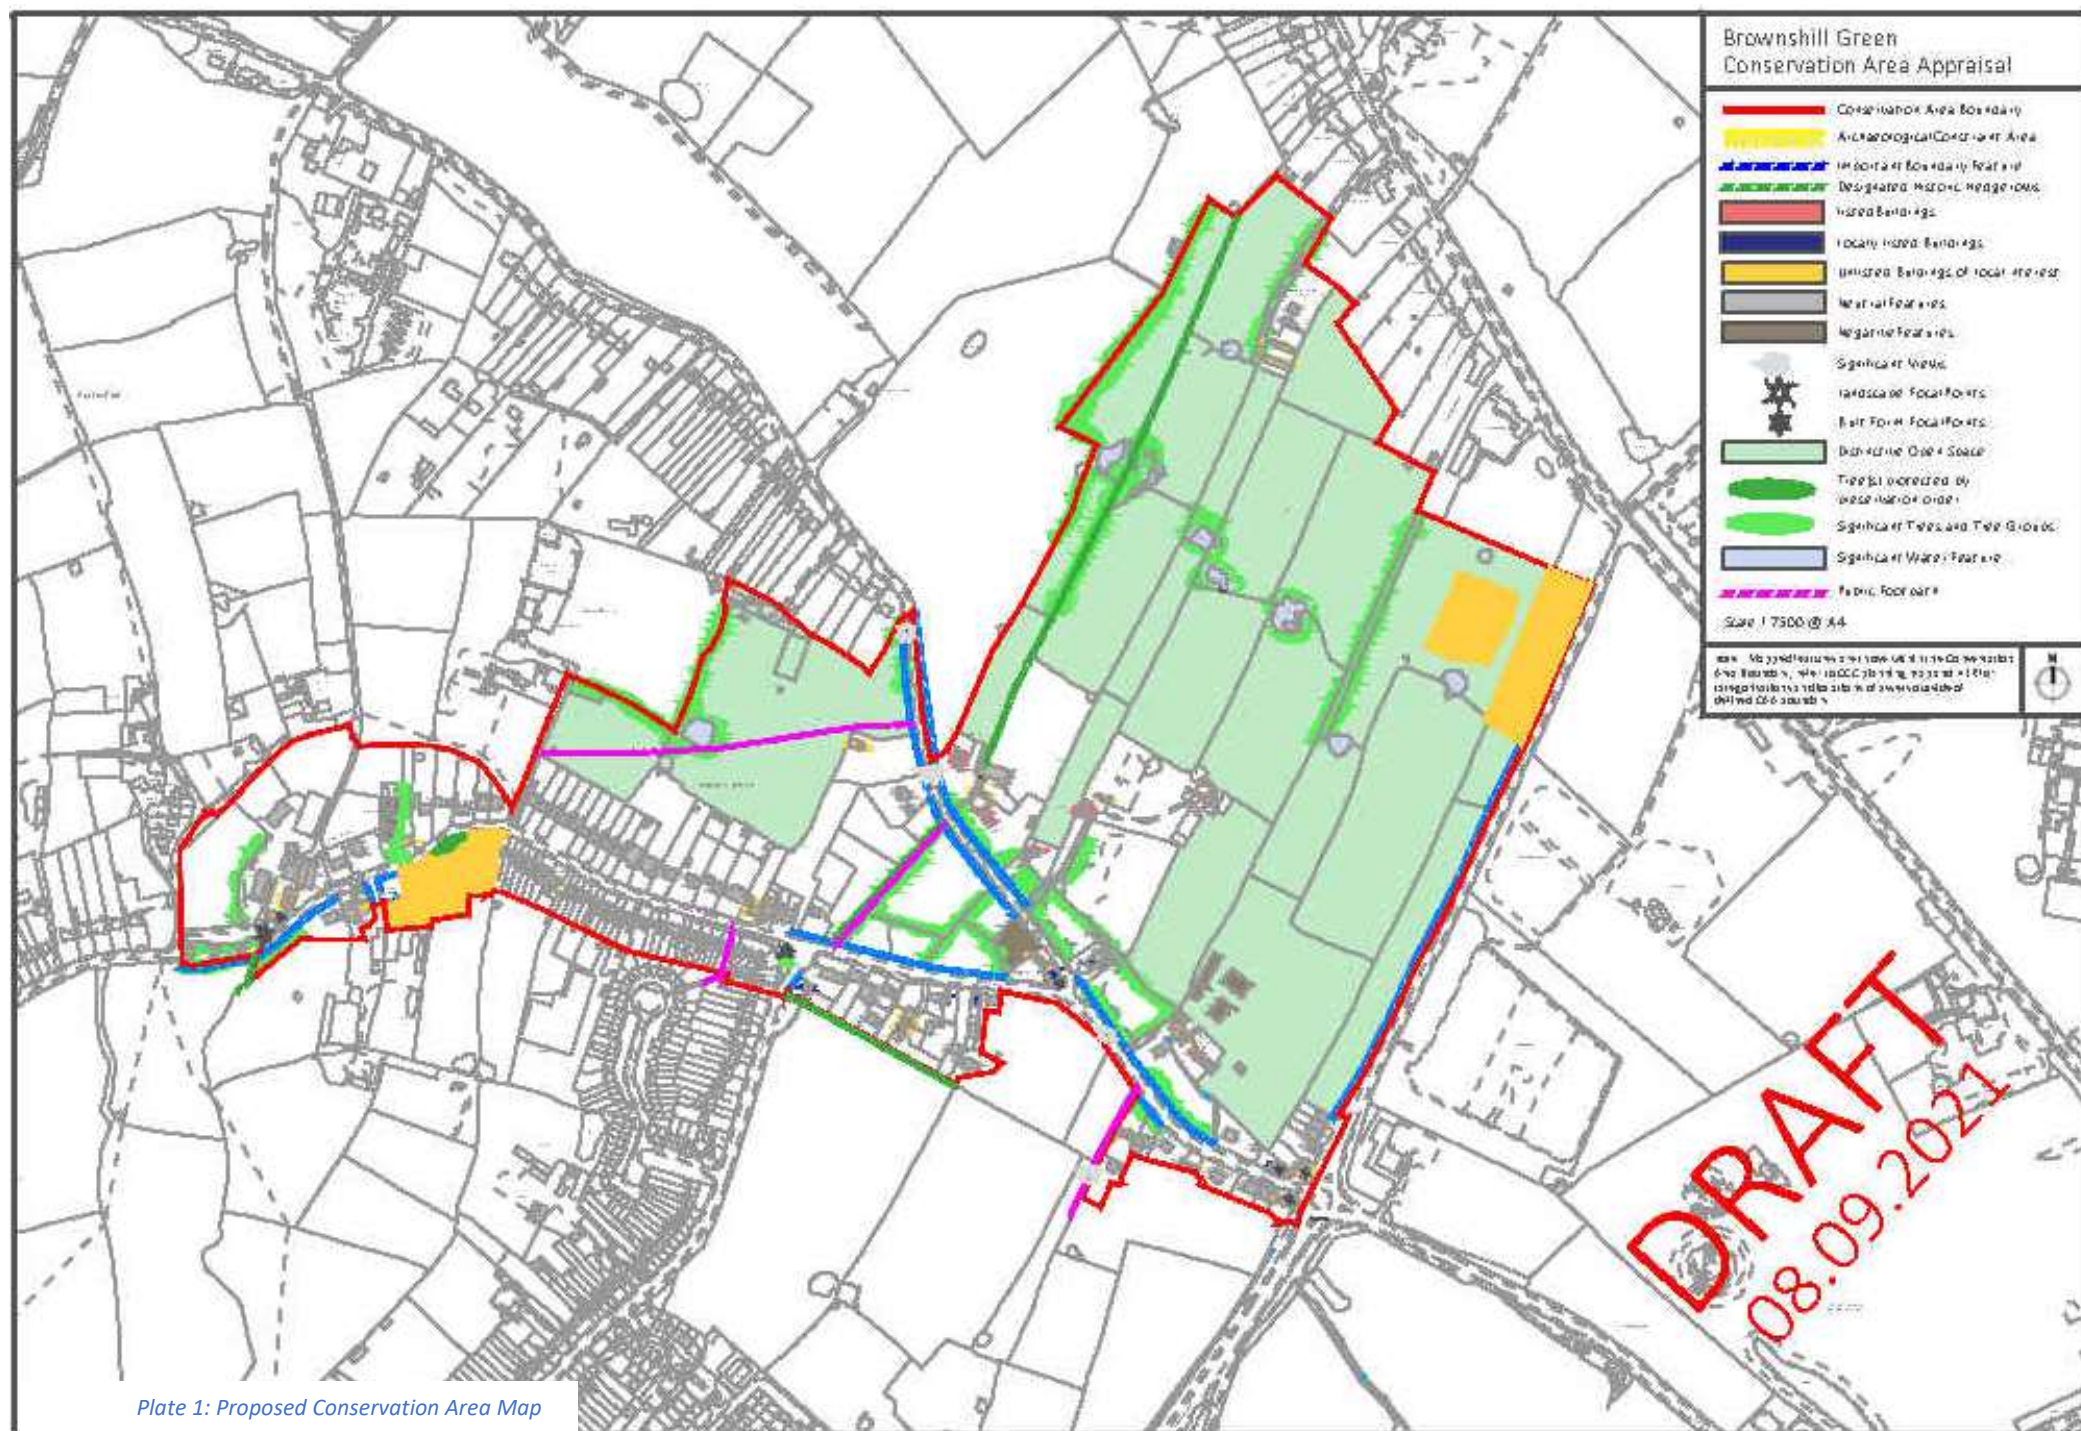 Brownshill Green
Conservation Area Appraisal
Conservation Area Boundary
Archaeological Constraint Area
Important Boundary Feature
Designated Historic Hedgerows
Listed Buildings
Locally listed Buildings
Unlisted Buildings of local interest
Neutral Features
Negative Features
Significant Views
Landscape Focal Points
Built Form Focal Points
Distinctive Open Space
Tree(s) protected by
preservation order
Significant Trees and Tree Groups
Significant Water Feature
Public Footpath
Scale 1:7500 @ A4
N
DRAFT
08.09.2021
Plate 1: Proposed Conservation Area Map